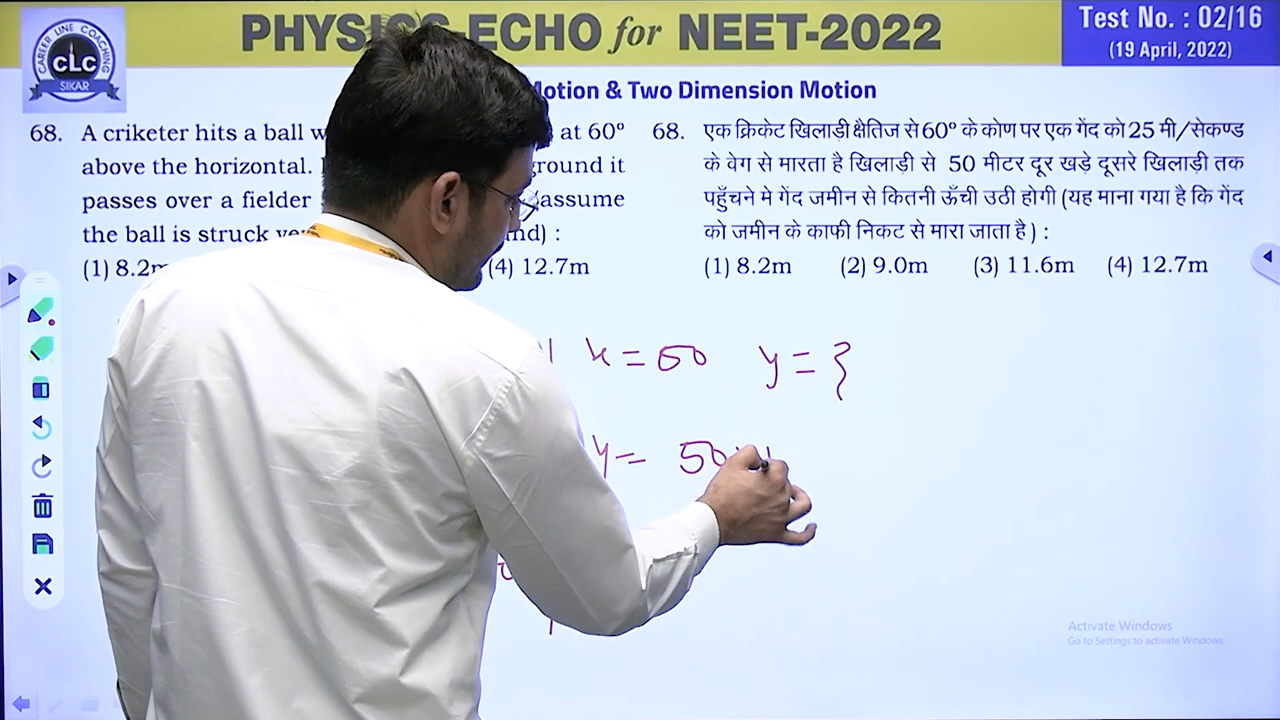 PHYSICS ECHO for NEET-2022
Test No. : 02/16
(19 April, 2022)
CAREER LINE COACHING
CLC
SIKAR
Motion & Two Dimension Motion
68. A criketer hits a ball at 60°
above the horizontal. ground it
passes over a fielder assume
the ball is struck
(1) 8.2m (4) 12.7m
68. एक क्रिकेट खिलाड़ी क्षैतिज से 60° के कोण पर एक गेंद को 25 मी/सेकण्ड
के वेग से मारता है खिलाड़ी से 50 मीटर दूर खड़े दूसरे खिलाड़ी तक
पहुँचने मे गेंद जमीन से कितनी ऊँची उठी होगी (यह माना गया है कि गेंद
को जमीन के काफी निकट से मारा जाता है ) :
(1) 8.2m (2) 9.0m (3) 11.6m (4) 12.7m
x = 50 y =
y = 50
Activate Windows
Go to Settings to activate Windows.